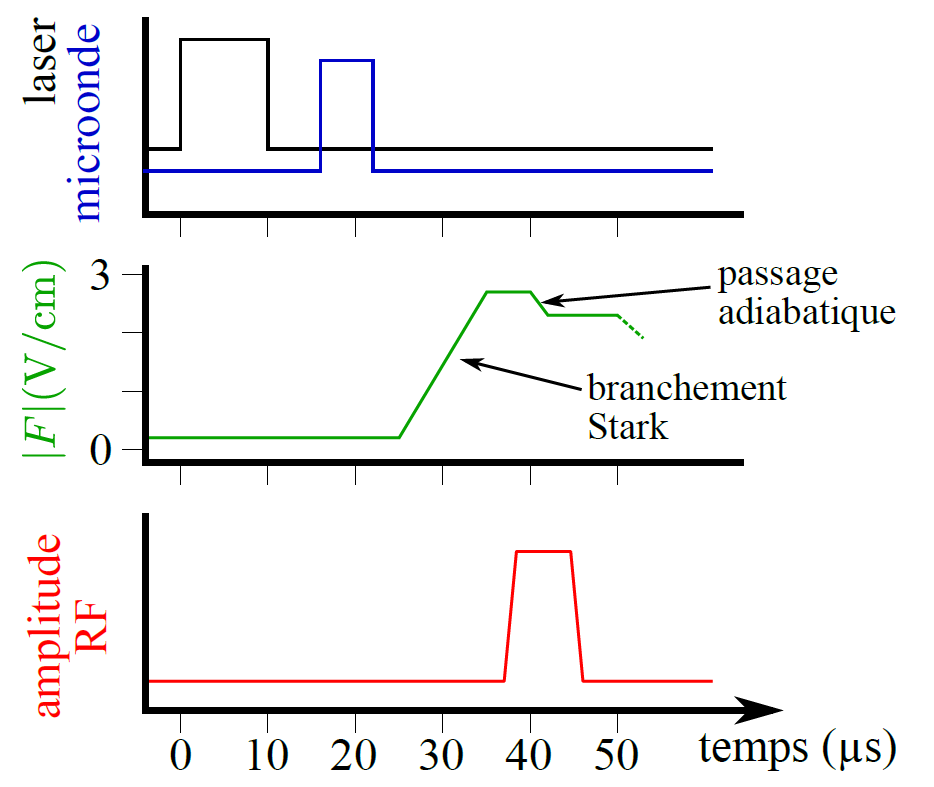 laser
microonde
|F|(V/cm)
3
0
passage
adiabatique
branchement
Stark
amplitude
RF
0 10 20 30 40 50
temps (µs)